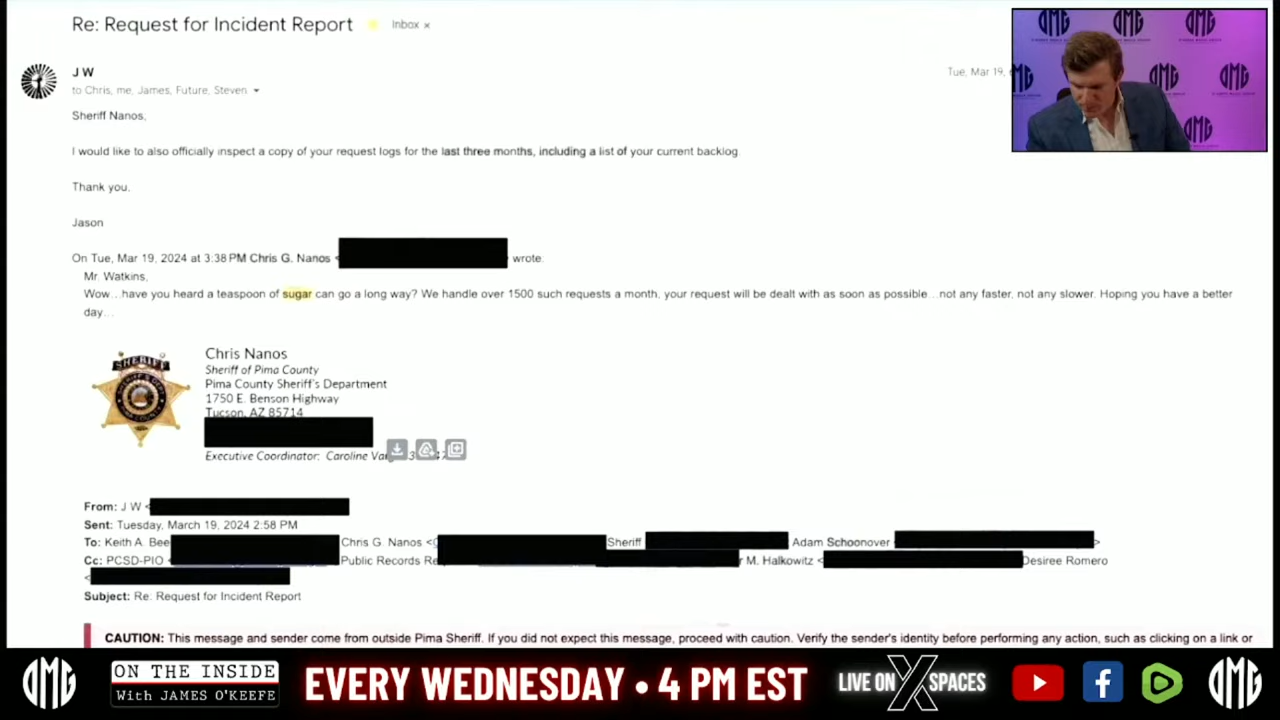 Re: Request for Incident Report
Inbox ×
J W
Tue, Mar 19,
to Chris, me, James, Future, Steven
Sheriff Nanos,
I would like to also officially inspect a copy of your request logs for the last three months, including a list of your current backlog
Thank you,
Jason
On Tue, Mar 19, 2024 at 3:38 PM Chris G. Nanos < wrote:
Mr. Watkins,
Wow...have you heard a teaspoon of sugar can go a long way? We handle over 1500 such requests a month, your request will be dealt with as soon as possible...not any faster, not any slower. Hoping you have a better
day...
SHERIFF
Chris Nanos
Sheriff of Pima County
Pima County Sheriff's Department
1750 E. Benson Highway
Tucson, AZ 85714
Executive Coordinator: Caroline
From: J W <
Sent: Tuesday, March 19, 2024 2:58 PM
To: Keith A. Bee Chris G. Nanos < Sheriff Adam Schoonover >
Cc: PCSD-PIO < Public Records M. Halkowitz < Desiree Romero
<
Subject: Re: Request for Incident Report
CAUTION: This message and sender come from outside Pima Sheriff. If you did not expect this message, proceed with caution. Verify the sender's identity before performing any action, such as clicking on a link or
OMG OMG OMG
OMG OMG
OMG
OMG
ON THE INSIDE
With JAMES O'KEEFE
EVERY WEDNESDAY • 4 PM EST
LIVE ON X SPACES
OMG